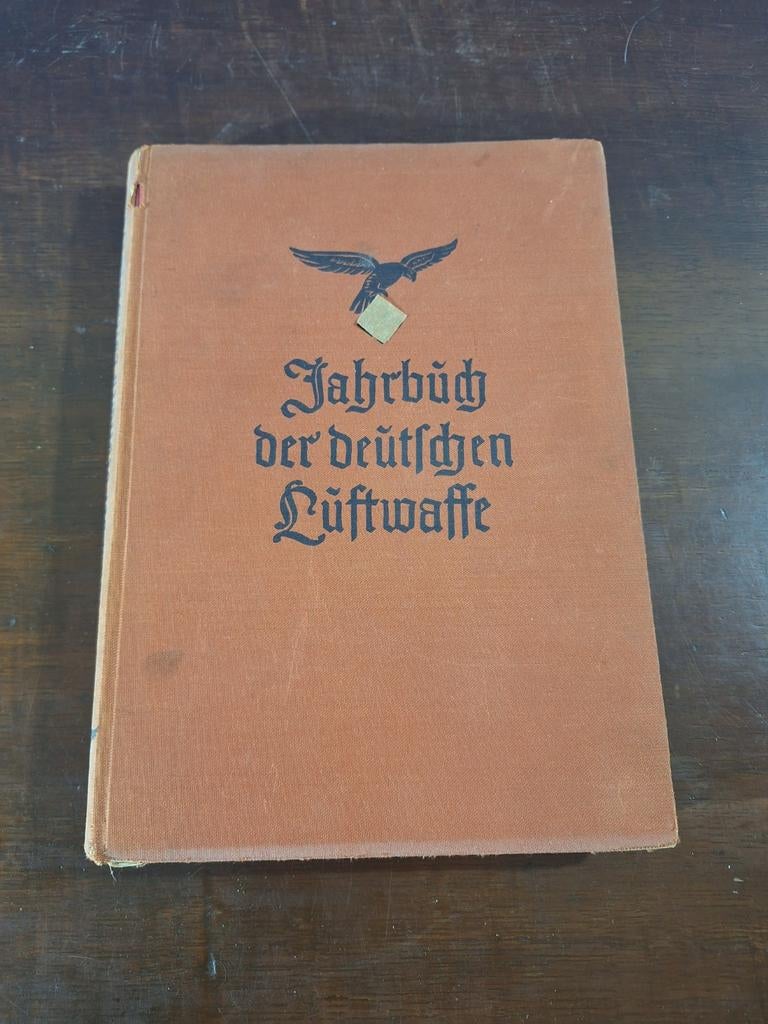 Jahrbuch
der deutſchen
Luftwaffe